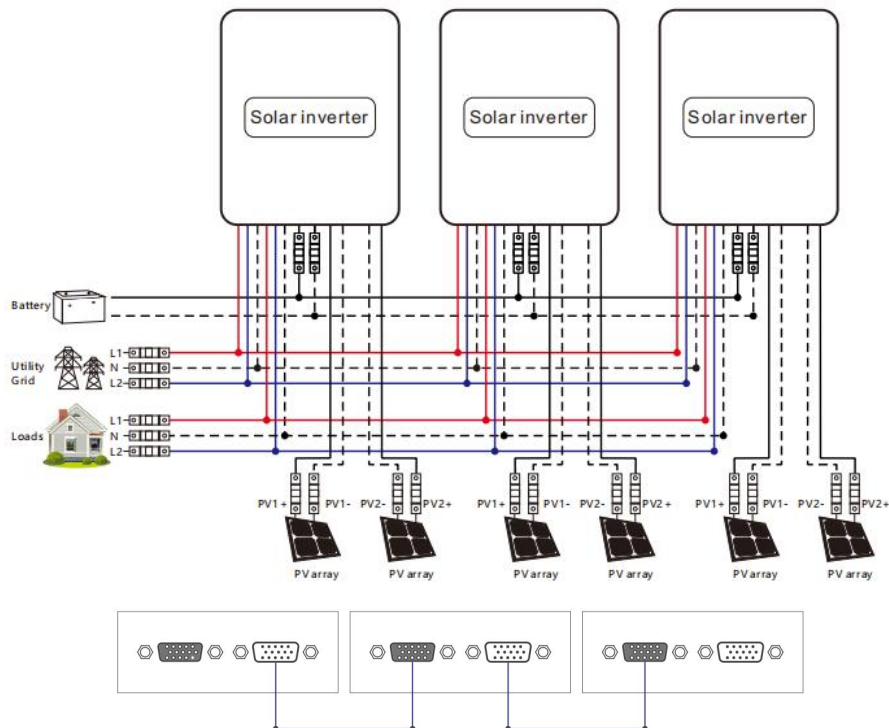 Solar inverter
Solar inverter
Solar inverter
Battery
Utility
Grid
L1
N
L2
Loads
L1
N
L2
PV1+
PV1-
PV2-
PV2+
PV1+
PV1-
PV2-
PV2+
PV1+
PV1-
PV2-
PV2+
PV array
PV array
PV array
PV array
PV array
PV array